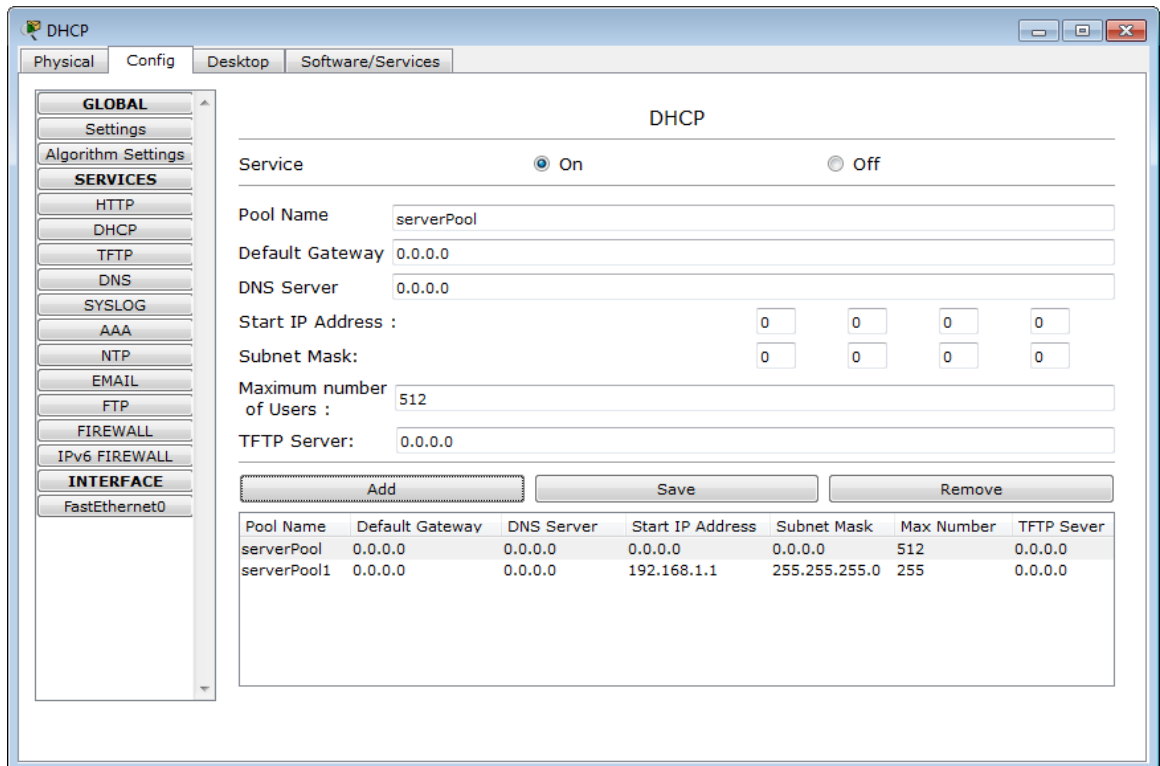 DHCP
Physical Config Desktop Software/Services
GLOBAL
Settings
Algorithm Settings
SERVICES
HTTP
DHCP
TFTP
DNS
SYSLOG
AAA
NTP
EMAIL
FTP
FIREWALL
IPv6 FIREWALL
INTERFACE
FastEthernet0
DHCP
Service On Off
Pool Name serverPool
Default Gateway 0.0.0.0
DNS Server 0.0.0.0
Start IP Address : 0 0 0 0
Subnet Mask: 0 0 0 0
Maximum number
of Users : 512
TFTP Server: 0.0.0.0
Add Save Remove
Pool Name Default Gateway DNS Server Start IP Address Subnet Mask Max Number TFTP Sever
serverPool 0.0.0.0 0.0.0.0 0.0.0.0 0.0.0.0 512 0.0.0.0
serverPool1 0.0.0.0 0.0.0.0 192.168.1.1 255.255.255.0 255 0.0.0.0